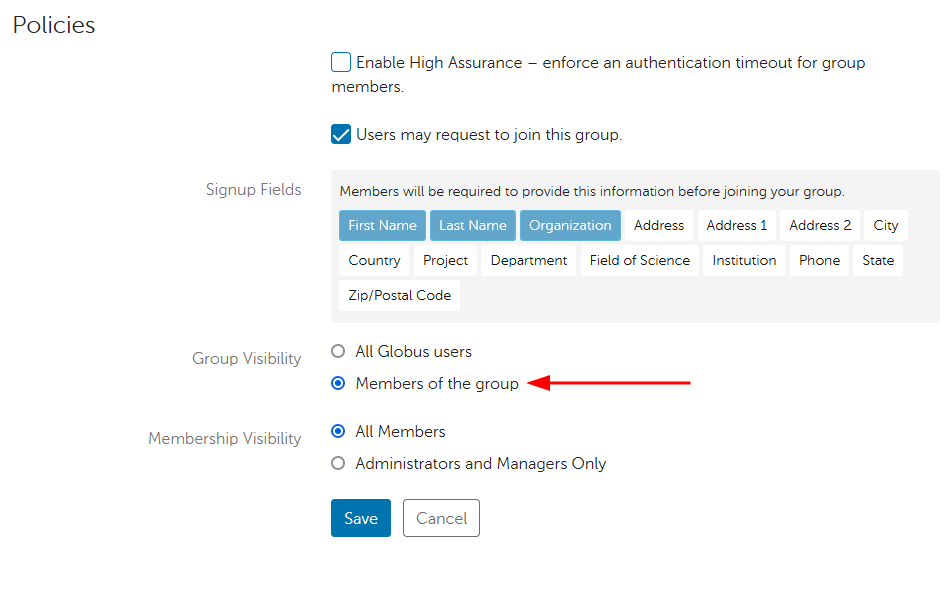 Policies
Enable High Assurance – enforce an authentication timeout for group
members.
Users may request to join this group.
Signup Fields
Members will be required to provide this information before joining your group.
First Name Last Name Organization Address Address 1 Address 2 City
Country Project Department Field of Science Institution Phone State
Zip/Postal Code
Group Visibility
All Globus users
Members of the group
Membership Visibility
All Members
Administrators and Managers Only
Save Cancel